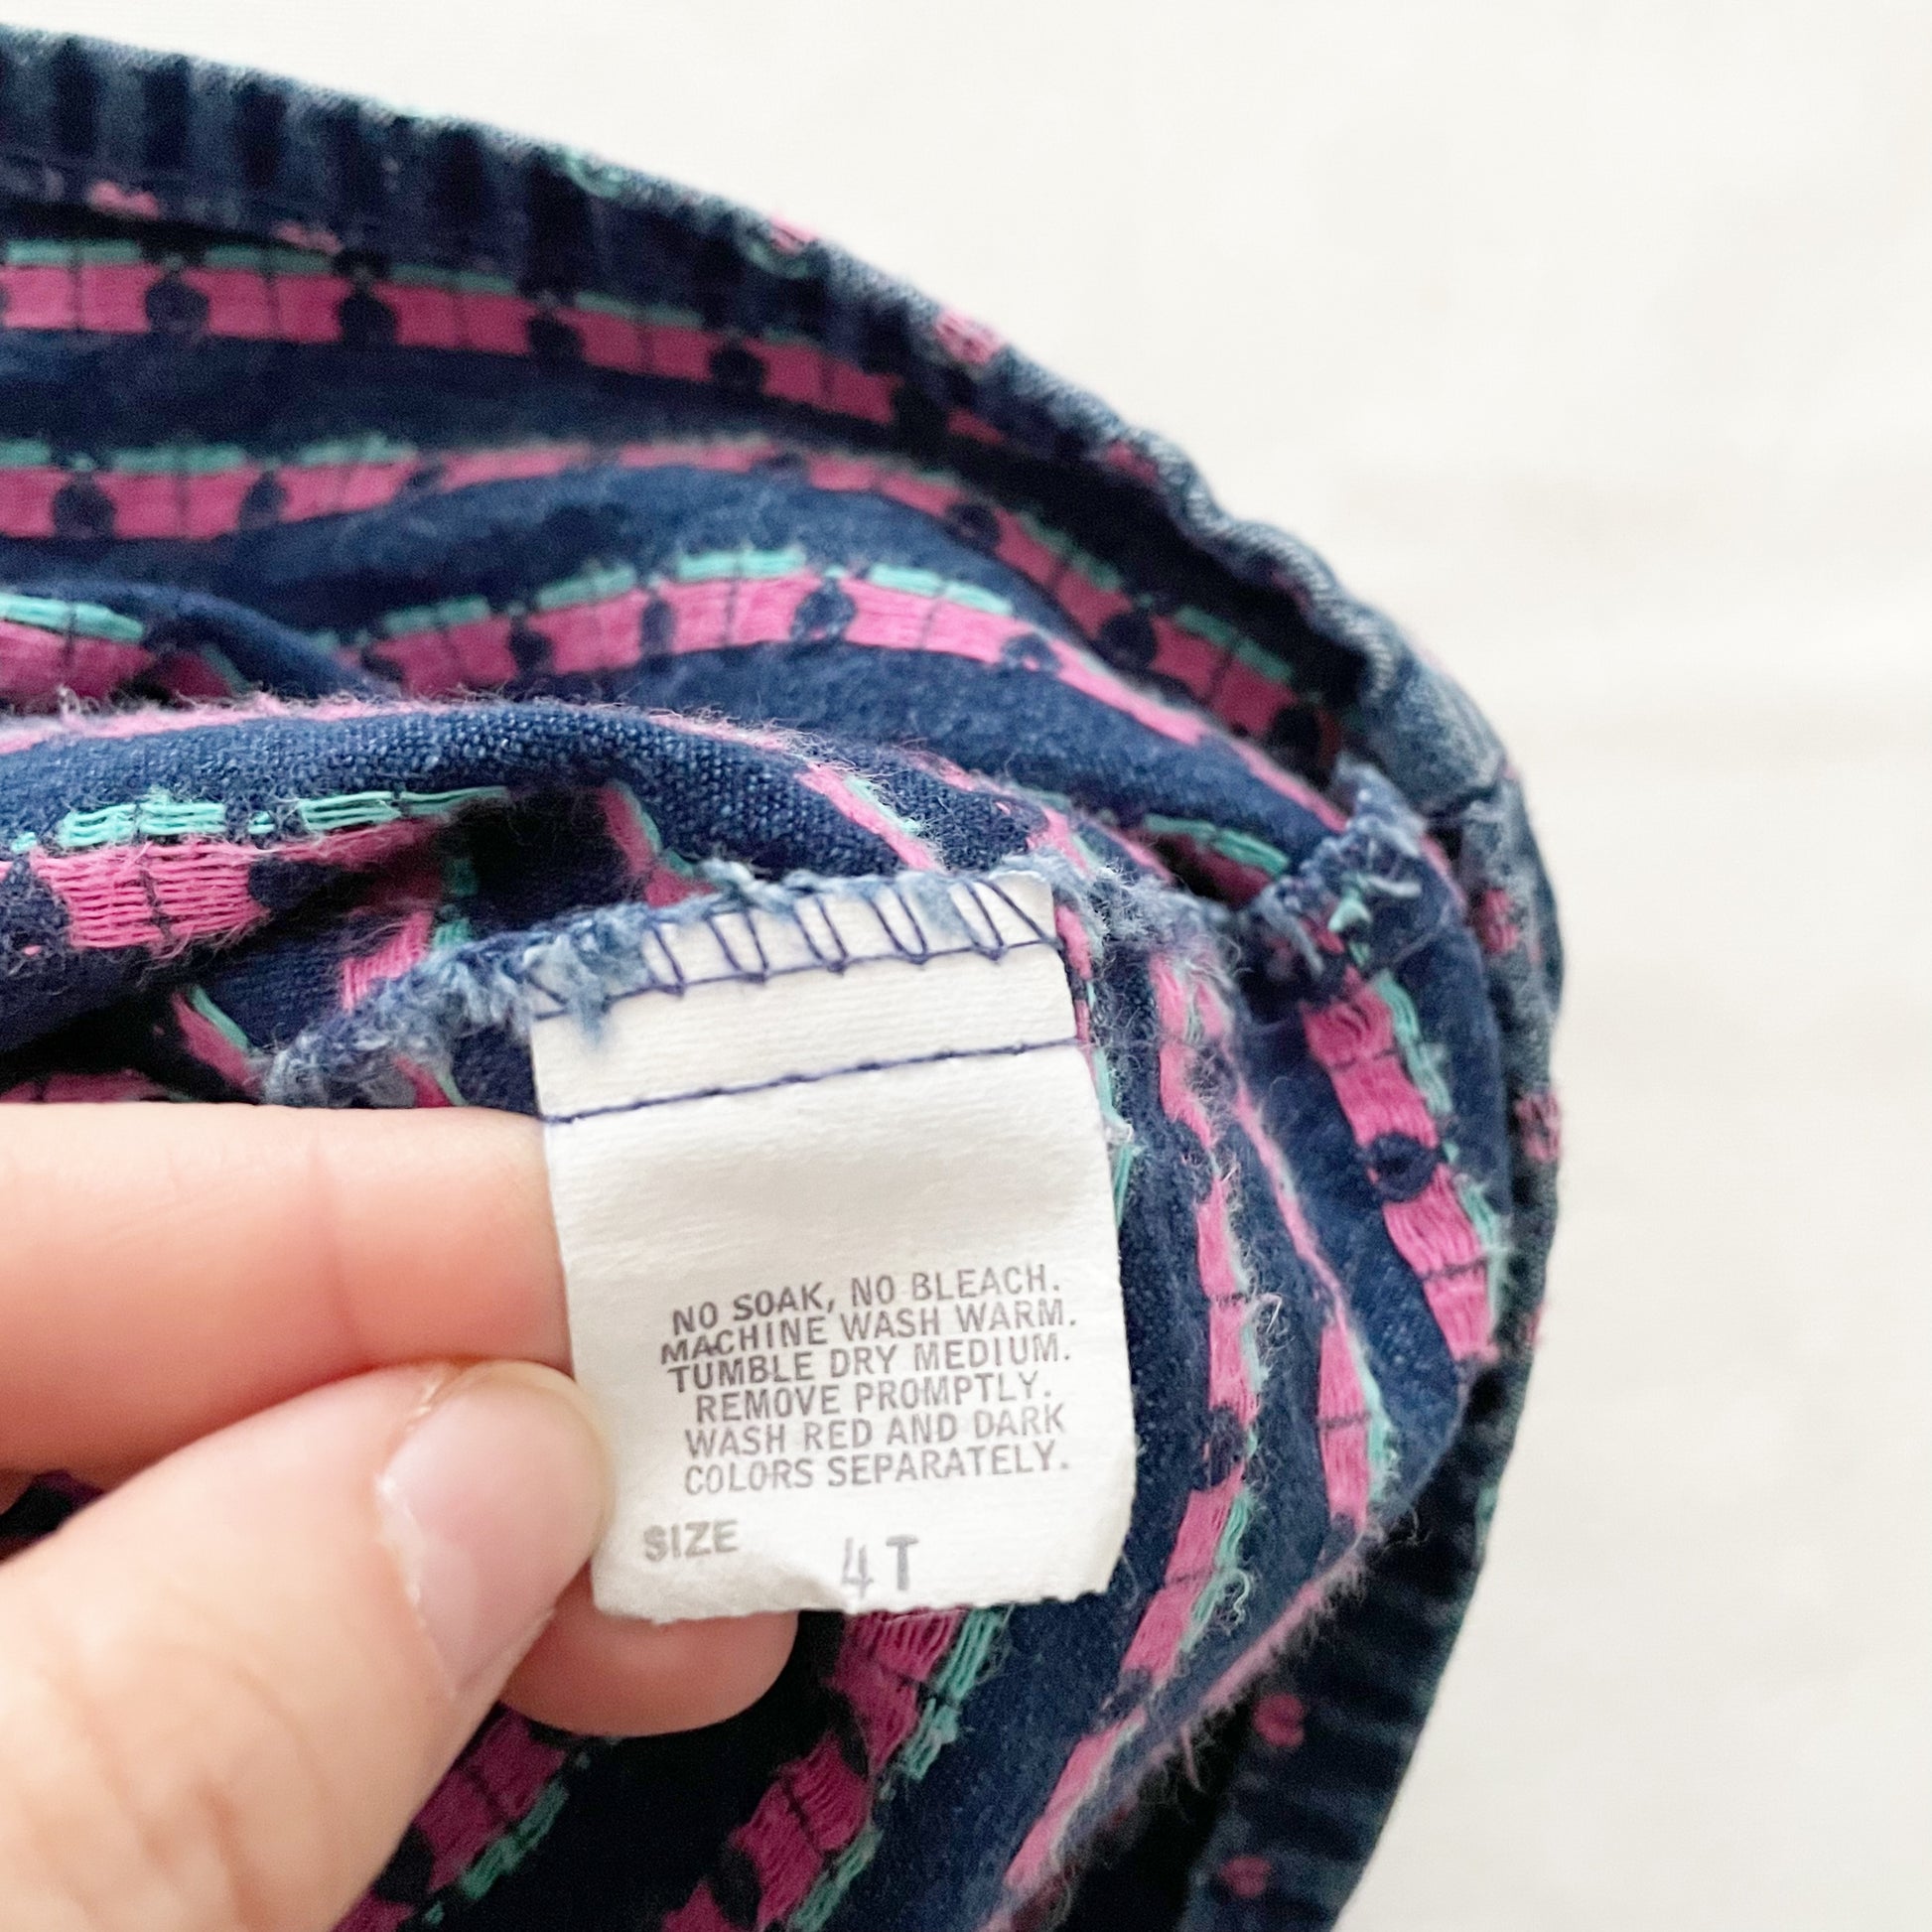 NO SOAK, NO BLEACH.
MACHINE WASH WARM.
TUMBLE DRY MEDIUM.
REMOVE PROMPTLY.
WASH RED AND DARK
COLORS SEPARATELY.
SIZE 4T